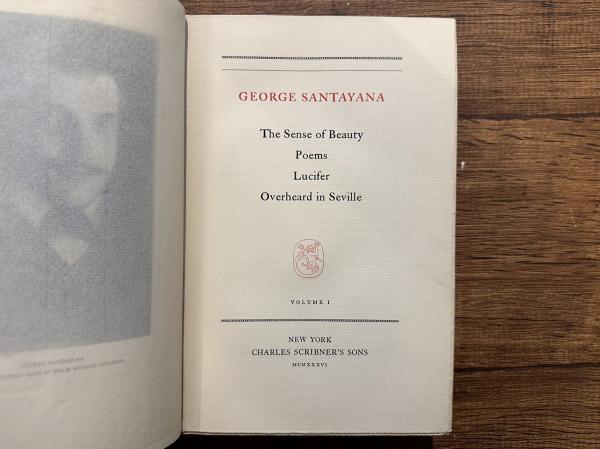 GEORGE SANTAYANA
The Sense of Beauty
Poems
Lucifer
Overheard in Seville
VOLUME I
NEW YORK
CHARLES SCRIBNER'S SONS
MCMXXXVI